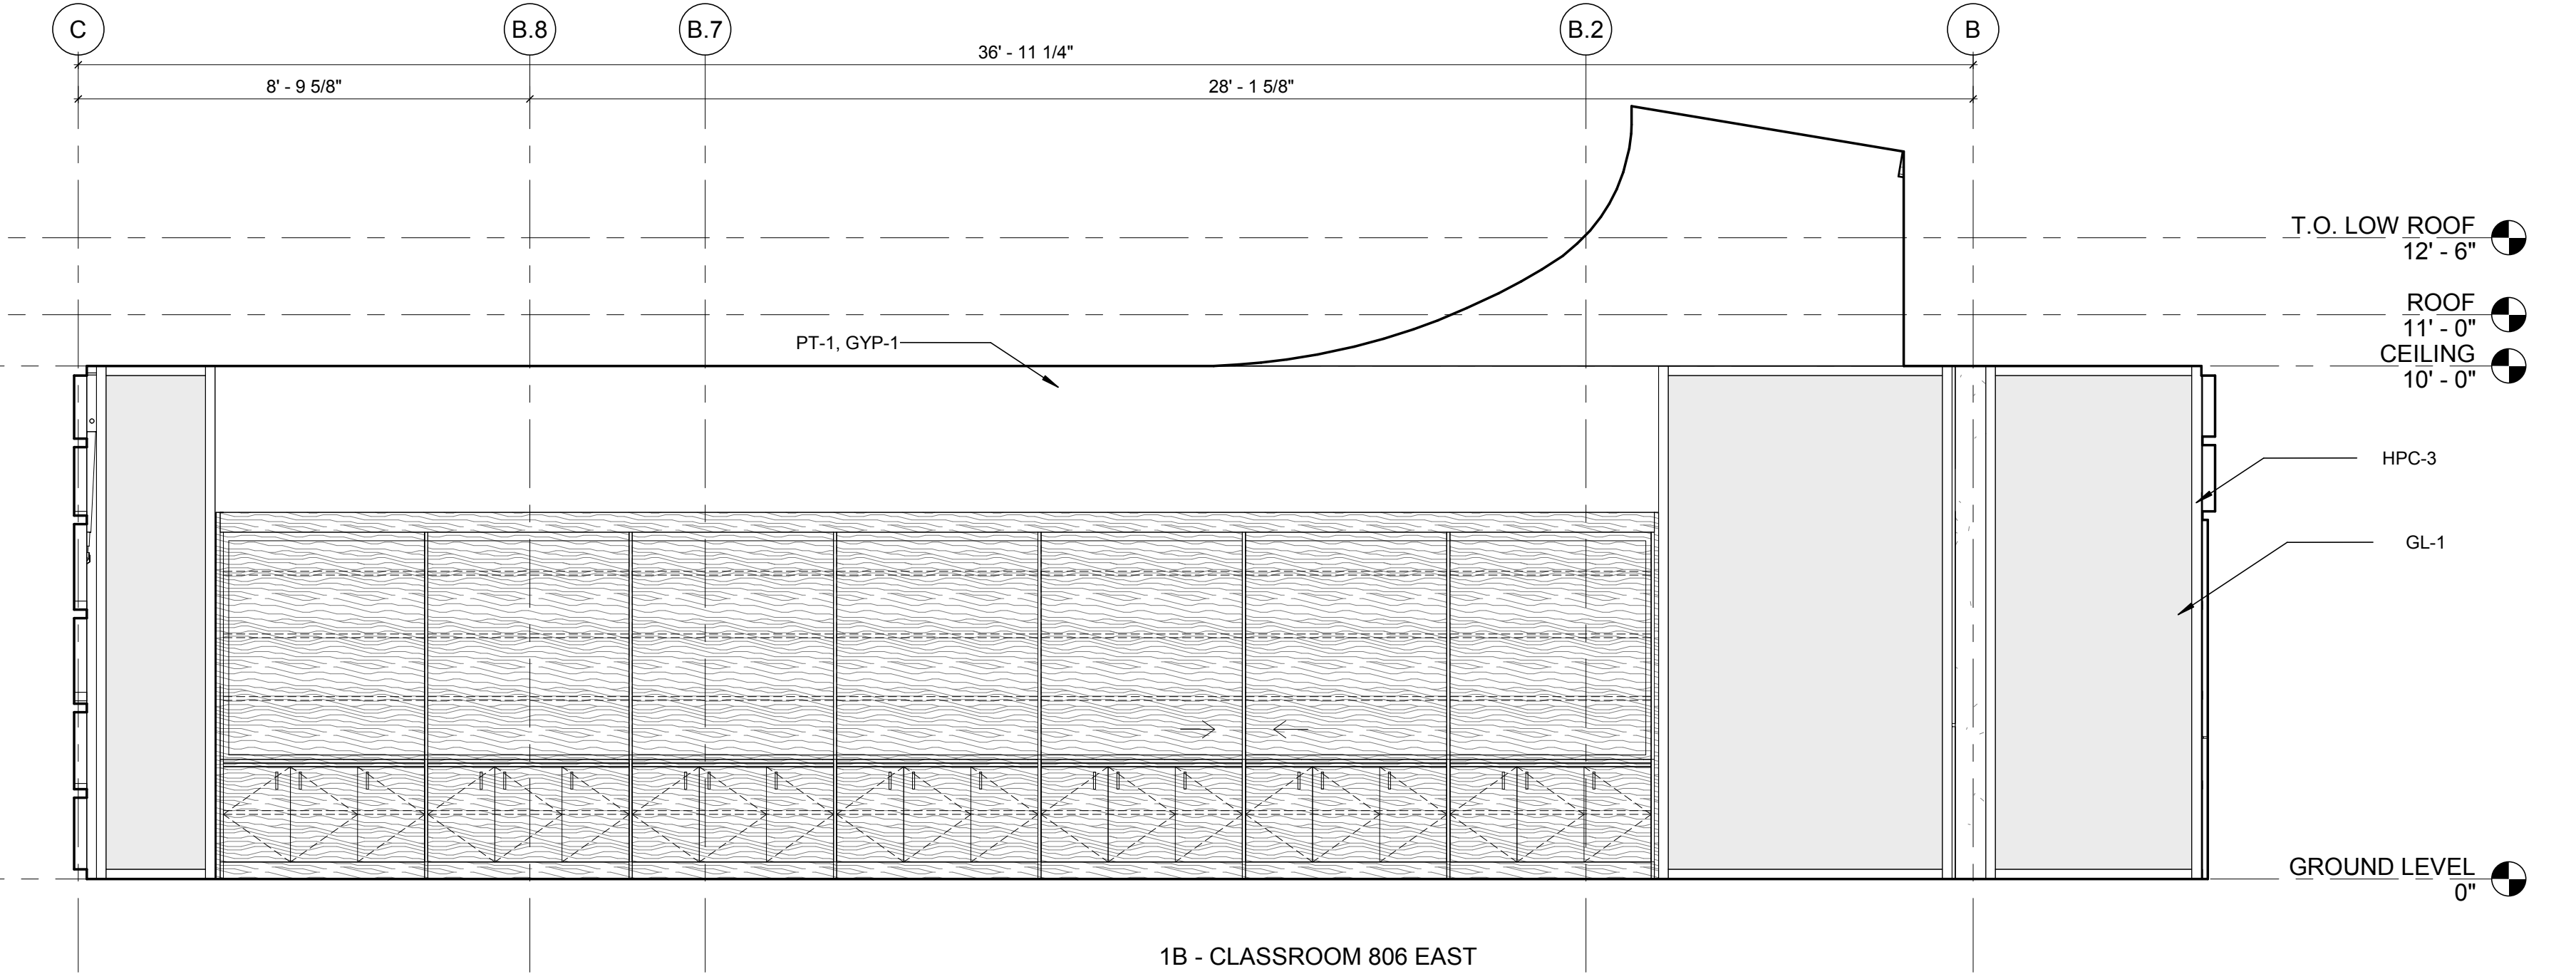 C
B.8
B.7
B.2
B
36' - 11 1/4"
8' - 9 5/8"
28' - 1 5/8"
T.O. LOW ROOF
12' - 6"
ROOF
11' - 0"
PT-1, GYP-1
CEILING
10' - 0"
HPC-3
GL-1
GROUND LEVEL
0"
1B - CLASSROOM 806 EAST